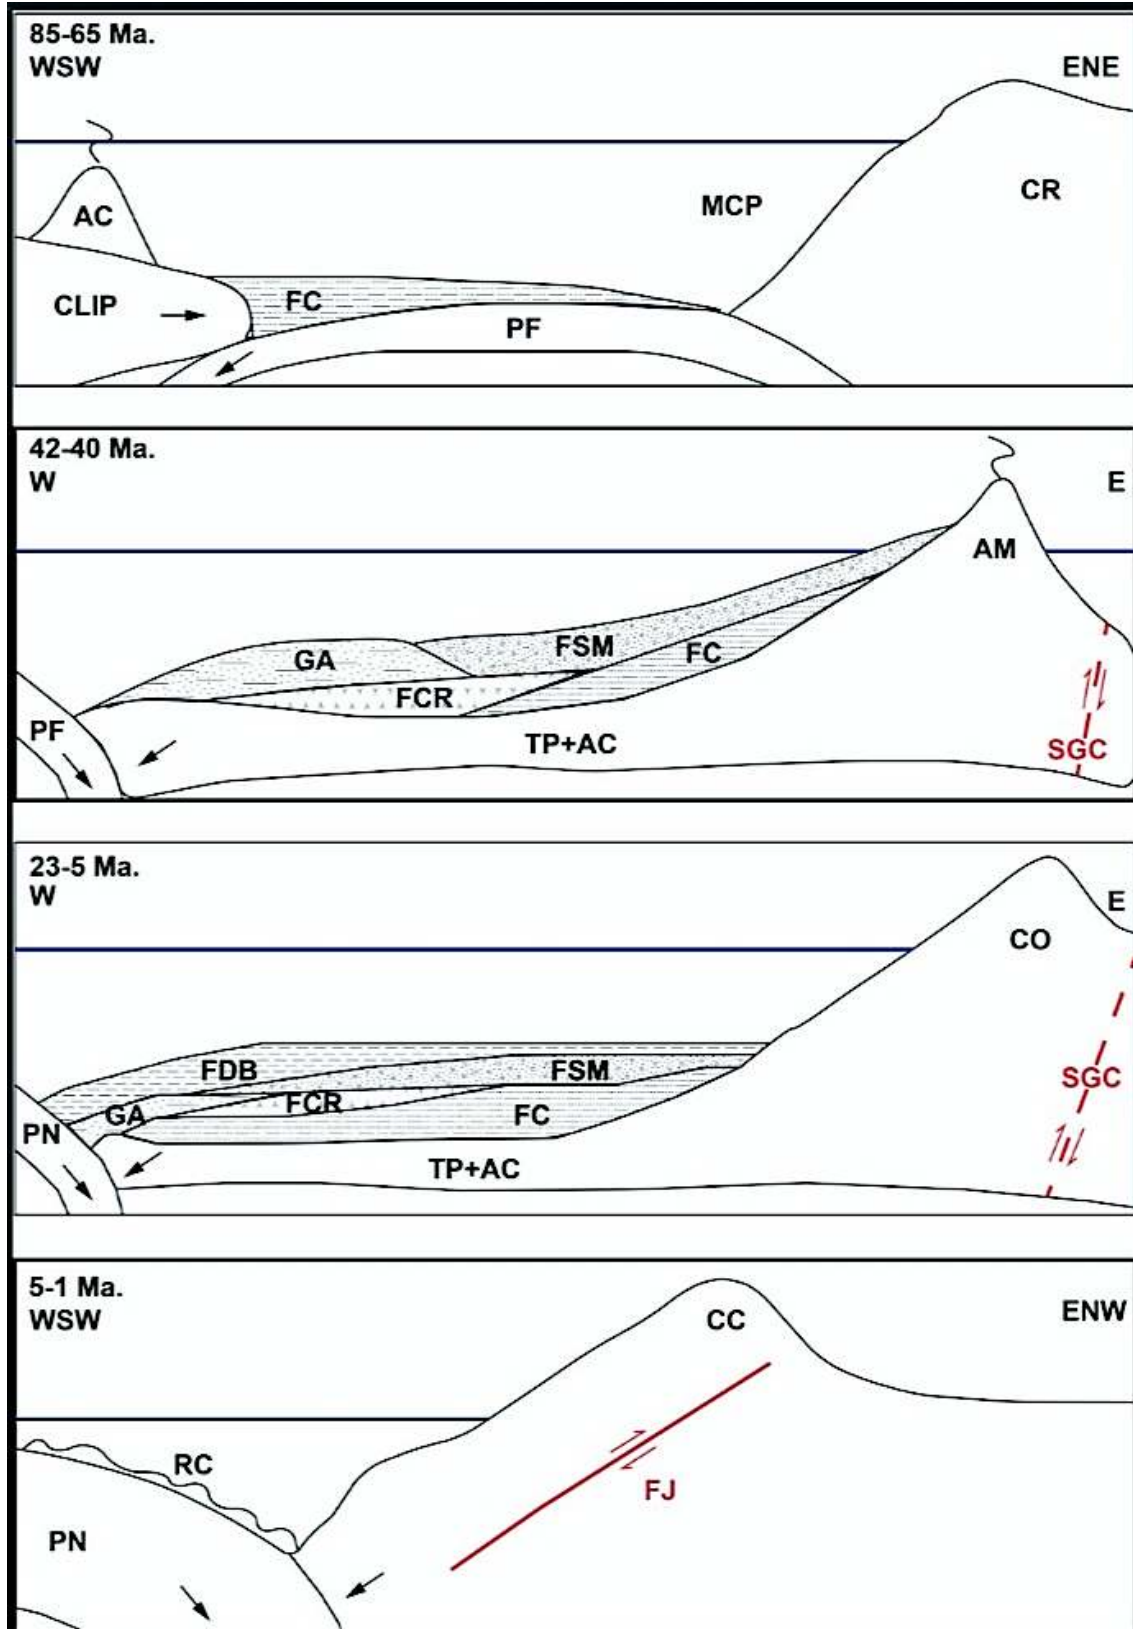 85-65 Ma.
WSW
ENE
AC
MCP
CR
CLIP
FC
PF
42-40 Ma.
W
E
AM
GA
FSM
FC
FCR
PF
TP+AC
SGC
23-5 Ma.
W
E
CO
FDB
FSM
SGC
GA
FCR
FC
PN
TP+AC
5-1 Ma.
WSW
ENW
CC
RC
FJ
PN